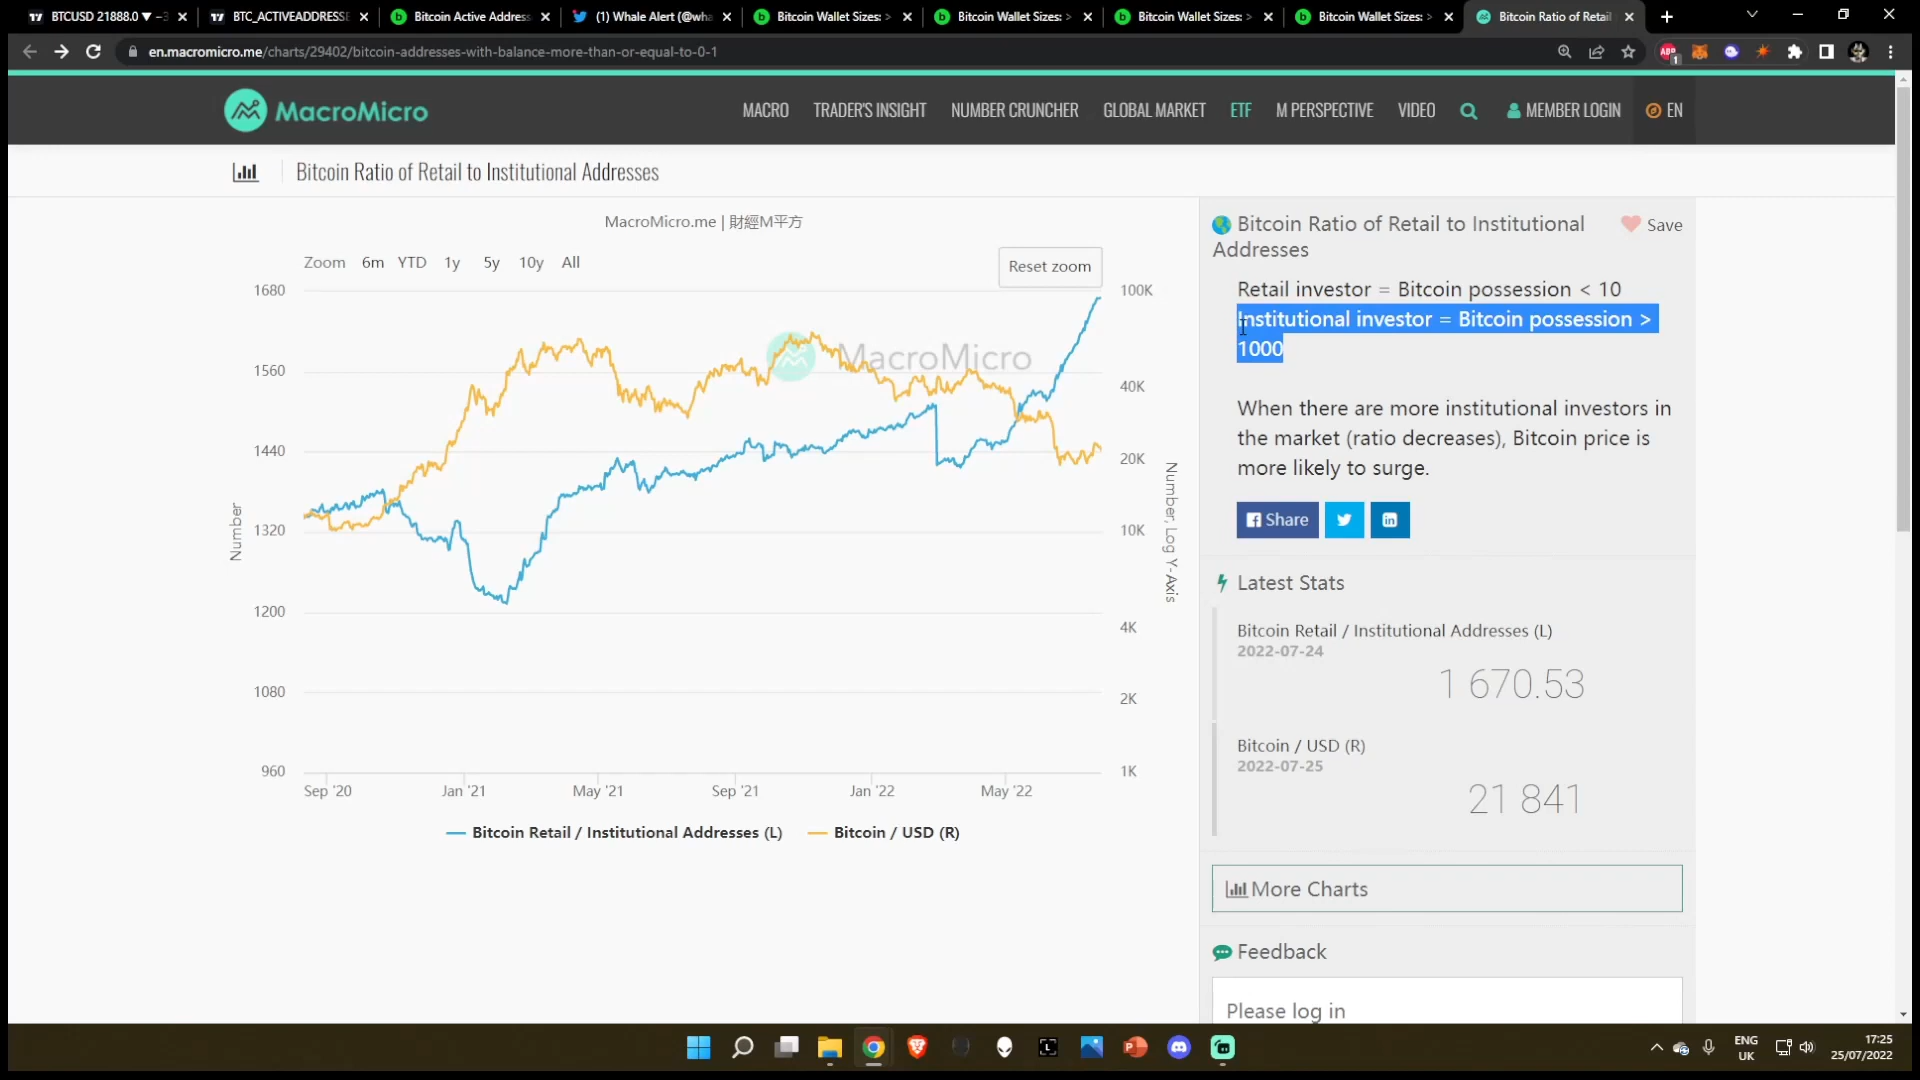 BTCUSD 21888.0 ▼ −3
BTC_ACTIVEADDRESSE
Bitcoin Active Address
(1) Whale Alert (@wha
Bitcoin Wallet Sizes: >
Bitcoin Wallet Sizes: >
Bitcoin Wallet Sizes: >
Bitcoin Wallet Sizes: >
Bitcoin Ratio of Retail
en.macromicro.me/charts/29402/bitcoin-addresses-with-balance-more-than-or-equal-to-0-1
ABP
1
MacroMicro
MACRO
TRADER'S INSIGHT
NUMBER CRUNCHER
GLOBAL MARKET
ETF
M PERSPECTIVE
VIDEO
MEMBER LOGIN
EN
Bitcoin Ratio of Retail to Institutional Addresses
MacroMicro.me | 財經M平方
Zoom 6m YTD 1y 5y 10y All
Reset zoom
1680
1560
1440
1320
1200
1080
960
Number
MacroMicro
100K
40K
20K
10K
4K
2K
1K
Number, Log Y-Axis
Sep '20
Jan '21
May '21
Sep '21
Jan '22
May '22
Bitcoin Retail / Institutional Addresses (L)
Bitcoin / USD (R)
Bitcoin Ratio of Retail to Institutional
Addresses
Save
Retail investor = Bitcoin possession < 10
Institutional investor = Bitcoin possession >
1000
When there are more institutional investors in
the market (ratio decreases), Bitcoin price is
more likely to surge.
Share
Latest Stats
Bitcoin Retail / Institutional Addresses (L)
2022-07-24
1 670.53
Bitcoin / USD (R)
2022-07-25
21 841
More Charts
Feedback
Please log in
ENG
UK
17:25
25/07/2022